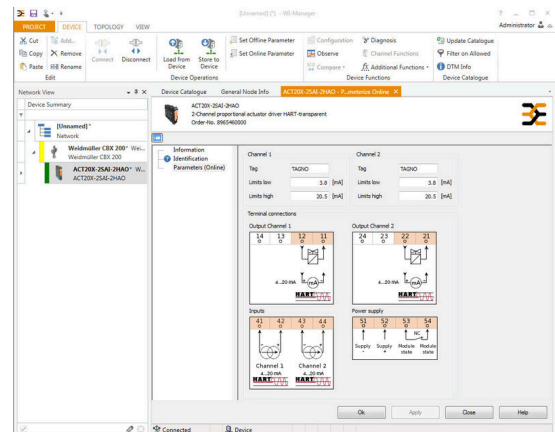 [Unnamed] (*) - WI-Manager
PROJECT DEVICE TOPOLOGY VIEW
Administrator
Cut
Copy
Paste
Add...
Remove
Rename
Edit
Connect Disconnect
Load from Device
Store to Device
Set Offline Parameter
Set Online Parameter
Device Operations
Configuration
Observe
Compare
Diagnosis
Channel Functions
Additional Functions
Device Functions
Update Catalogue
Filter on Allowed
DTM Info
Device Catalogue
Network View
Device Summary
[Unnamed]*
Network
Weidmüller CBX 200* Wei...
Weidmüller CBX 200
ACT20X-2SAI-2HAO* W...
ACT20X-2SAI-2HAO
Device Catalogue General Node Info ACT20X-2SAI-2HAO - P...meterize Online
ACT20X-2SAI-2HAO
2-Channel proportional actuator driver HART-transparent
Order-No. 8965460000
Information
Identification
Parameters (Online)
Channel 1
Tag TAGNO
Limits low 3.8 [mA]
Limits high 20.5 [mA]
Channel 2
Tag TAGNO
Limits low 3.8 [mA]
Limits high 20.5 [mA]
Terminal connections
Output Channel 1
14 13 12 11
4...20 mA
mA
HART
Output Channel 2
24 23 22 21
4...20 mA
mA
HART
Inputs
41 42 43 44
Channel 1 Channel 2
4...20 mA 4...20 mA
HART HART
Power supply
51 52 53 54
NC
Supply - Supply + Module state Module state
Ok Apply Close Help
Connected Device